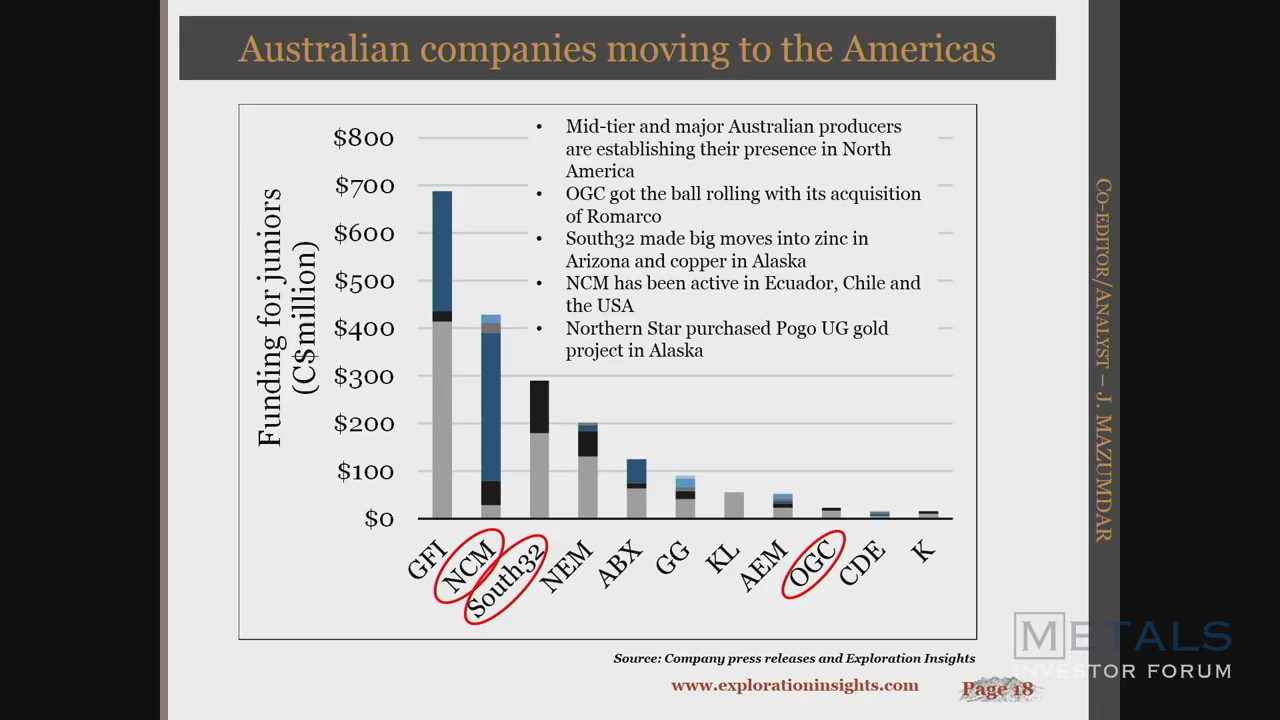 Australian companies moving to the Americas
Funding for juniors
(C$million)
$800
$700
$600
$500
$400
$300
$200
$100
$0
• Mid-tier and major Australian producers
are establishing their presence in North
America
• OGC got the ball rolling with its acquisition
of Romarco
• South32 made big moves into zinc in
Arizona and copper in Alaska
• NCM has been active in Ecuador, Chile and
the USA
• Northern Star purchased Pogo UG gold
project in Alaska
GFI
NCM
South32
NEM
ABX
GG
KL
AEM
OGC
CDE
K
Source: Company press releases and Exploration Insights
www.explorationinsights.com
Page 18
CO-EDITOR/ANALYST – J. MAZUMDAR
METALS
INVESTOR FORUM